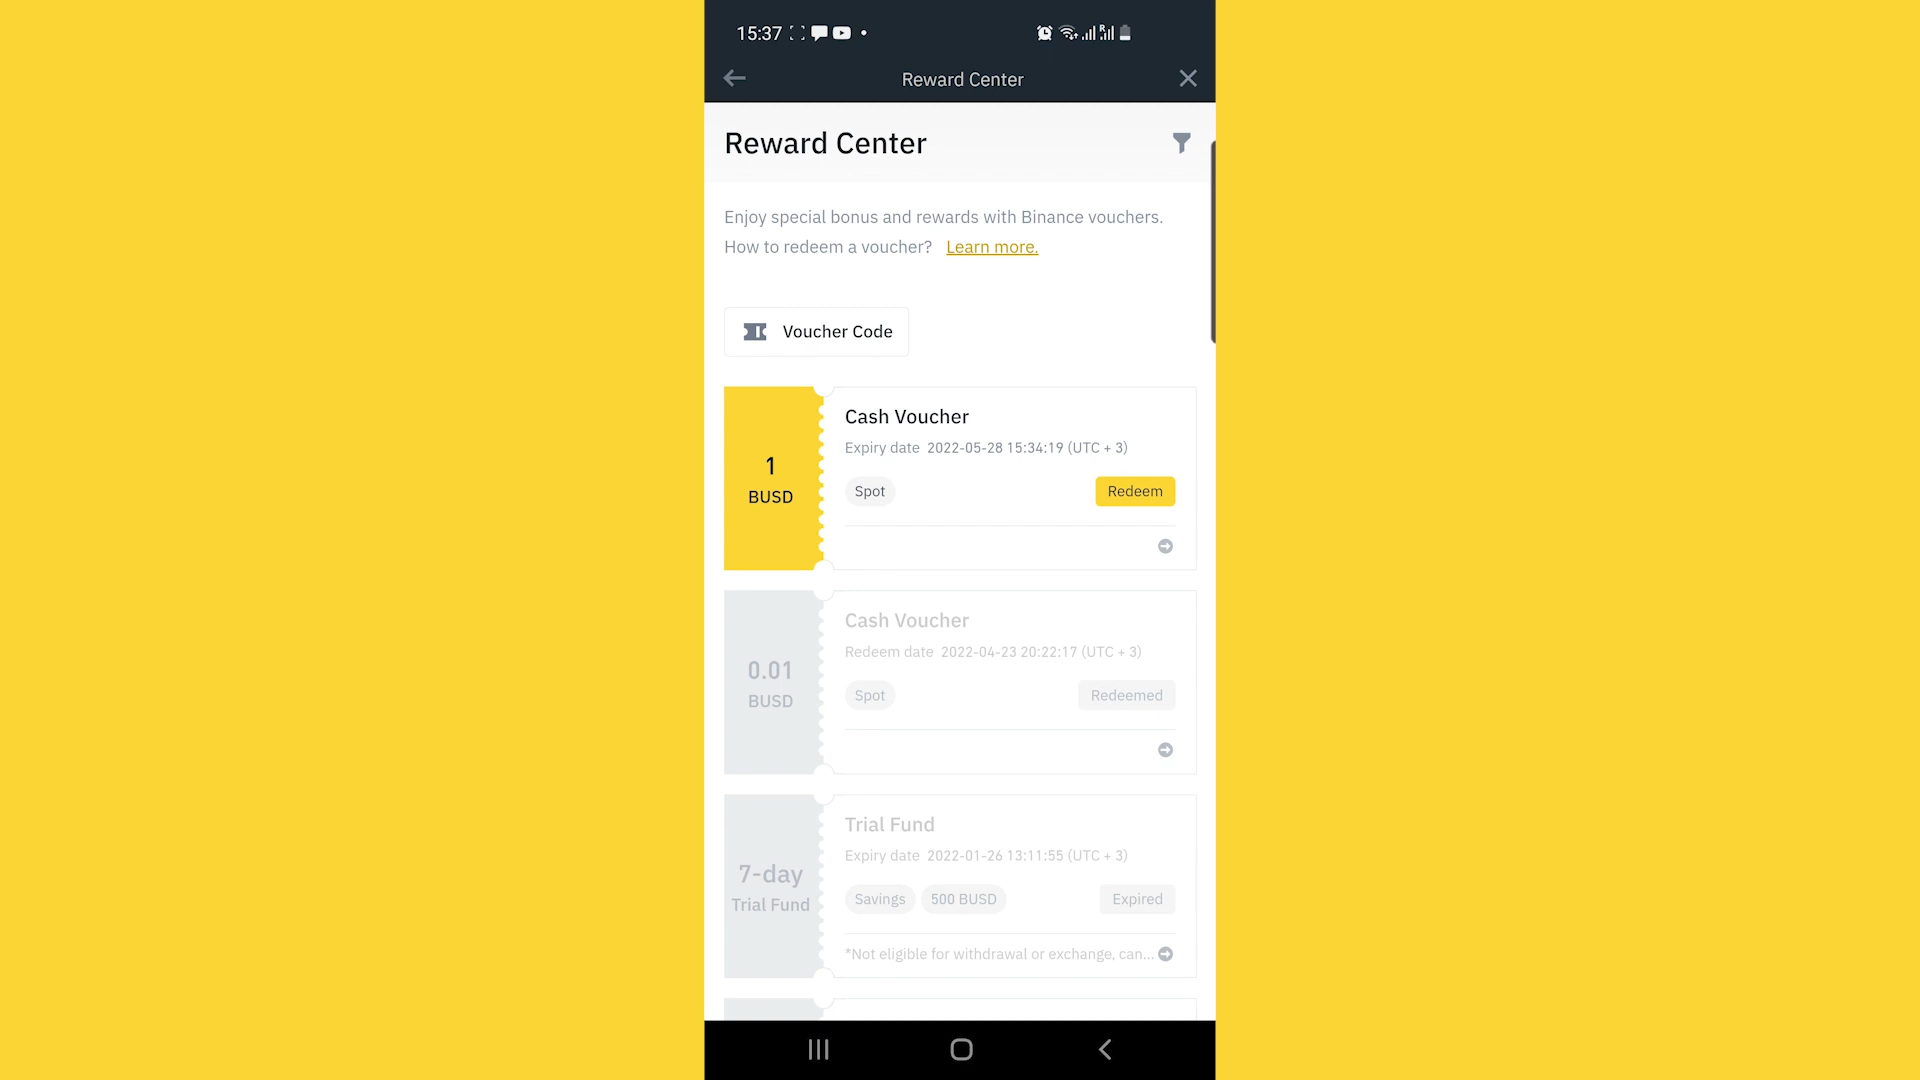 15:37
Reward Center
Reward Center
Enjoy special bonus and rewards with Binance vouchers.
How to redeem a voucher? Learn more.
Voucher Code
1
BUSD
Cash Voucher
Expiry date 2022-05-28 15:34:19 (UTC + 3)
Spot
Redeem
0.01
BUSD
Cash Voucher
Redeem date 2022-04-23 20:22:17 (UTC + 3)
Spot
Redeemed
7-day
Trial Fund
Trial Fund
Expiry date 2022-01-26 13:11:55 (UTC + 3)
Savings
500 BUSD
Expired
*Not eligible for withdrawal or exchange, can...